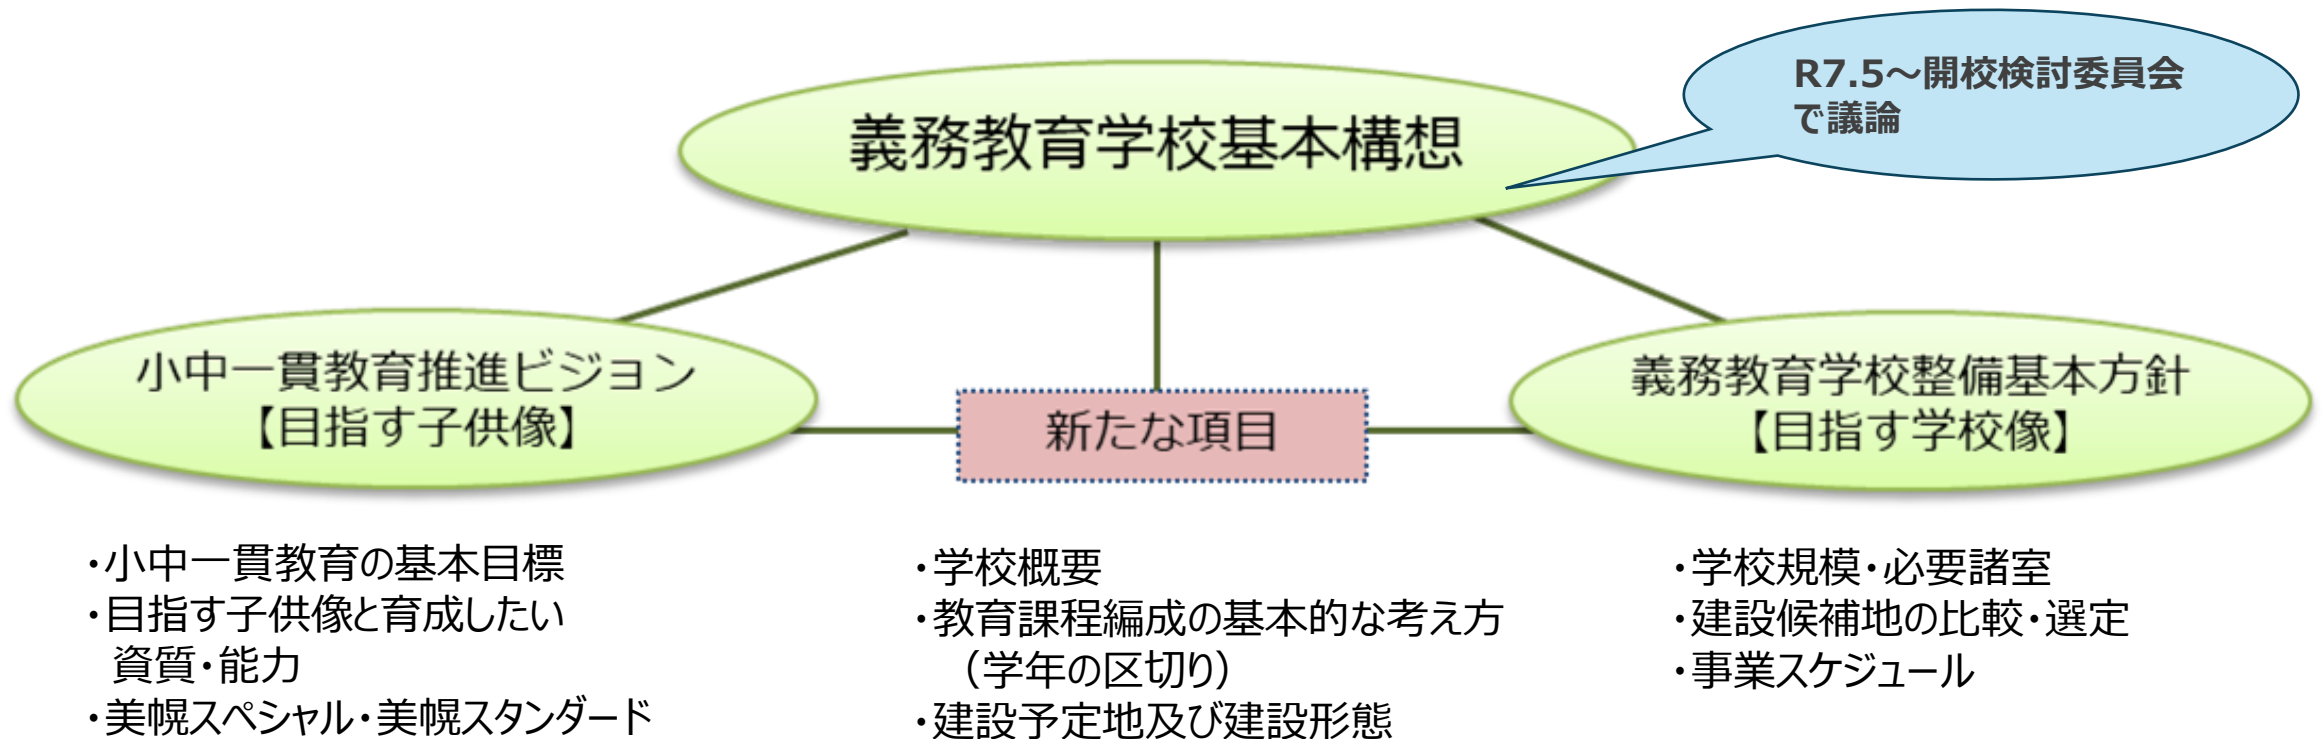 R7.5～開校検討委員会
で議論
義務教育学校基本構想
小中一貫教育推進ビジョン
【目指す子供像】
新たな項目
義務教育学校整備基本方針
【目指す学校像】
・小中一貫教育の基本目標
・目指す子供像と育成したい
資質・能力
・美幌スペシャル・美幌スタンダード
・学校概要
・教育課程編成の基本的な考え方
（学年の区切り）
・建設予定地及び建設形態
・学校規模・必要諸室
・建設候補地の比較・選定
・事業スケジュール